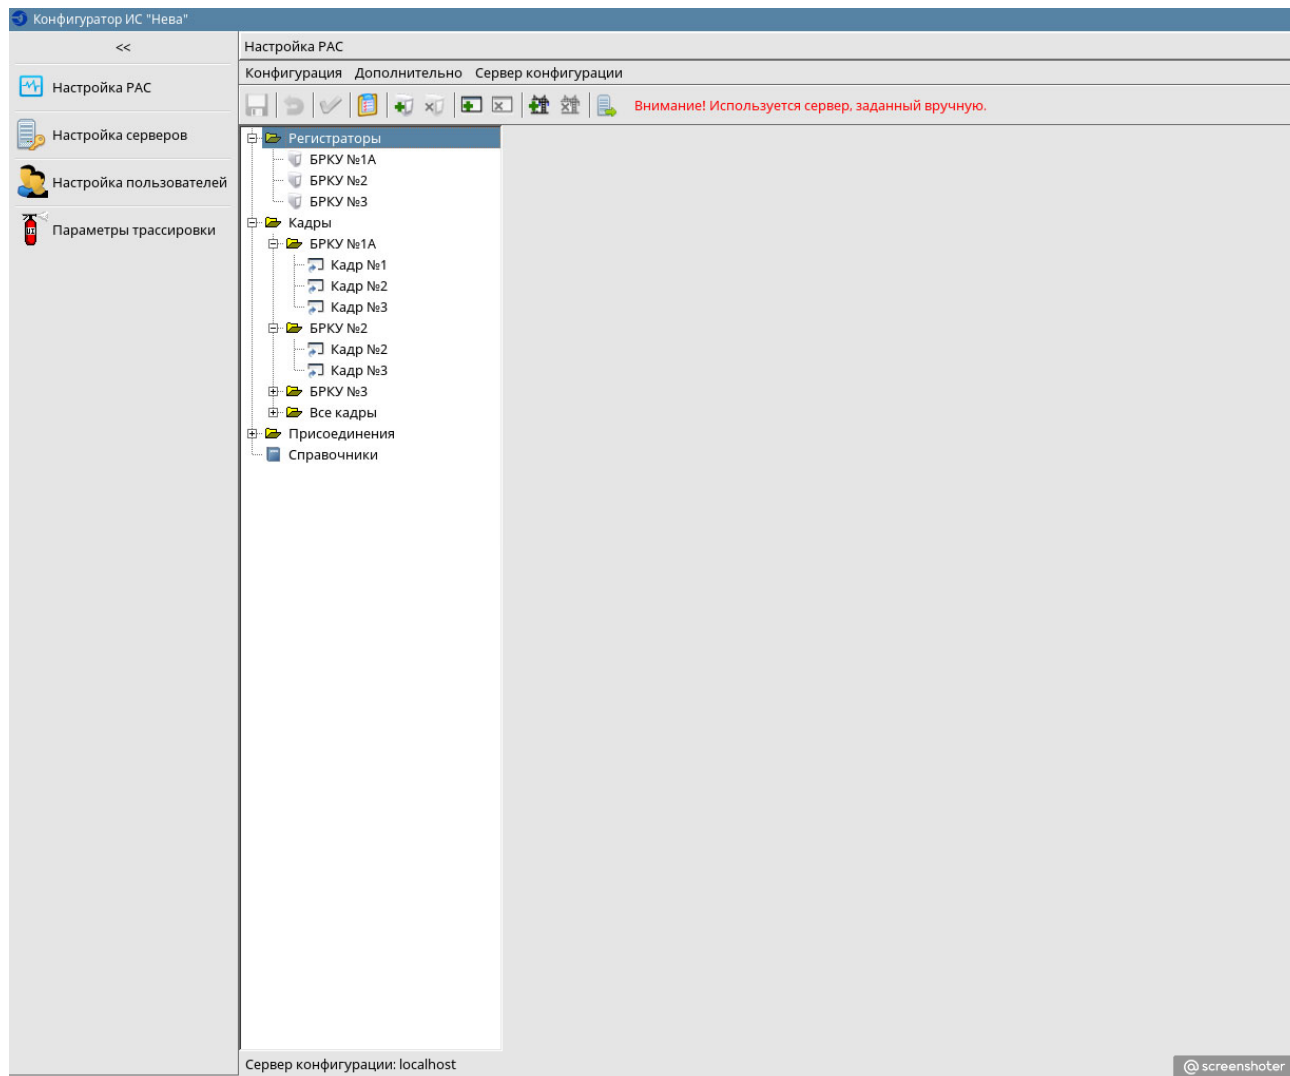 Конфигуратор ИС "Нева"
<<
Настройка РАС
Настройка серверов
Настройка пользователей
Параметры трассировки
Настройка РАС
Конфигурация Дополнительно Сервер конфигурации
Внимание! Используется сервер, заданный вручную.
Регистраторы
БРКУ №1А
БРКУ №2
БРКУ №3
Кадры
БРКУ №1А
Кадр №1
Кадр №2
Кадр №3
БРКУ №2
Кадр №2
Кадр №3
БРКУ №3
Все кадры
Присоединения
Справочники
Сервер конфигурации: localhost
@screenshoter